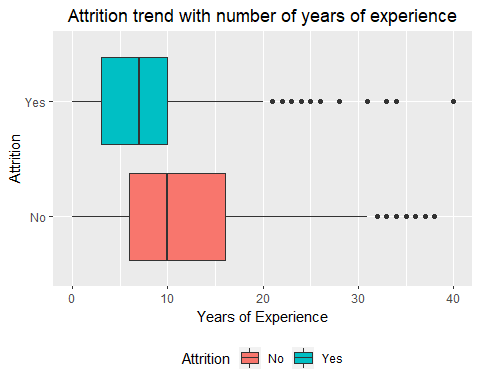 Attrition trend with number of years of experience
Attrition
Yes
No
0 10 20 30 40
Years of Experience
Attrition No Yes